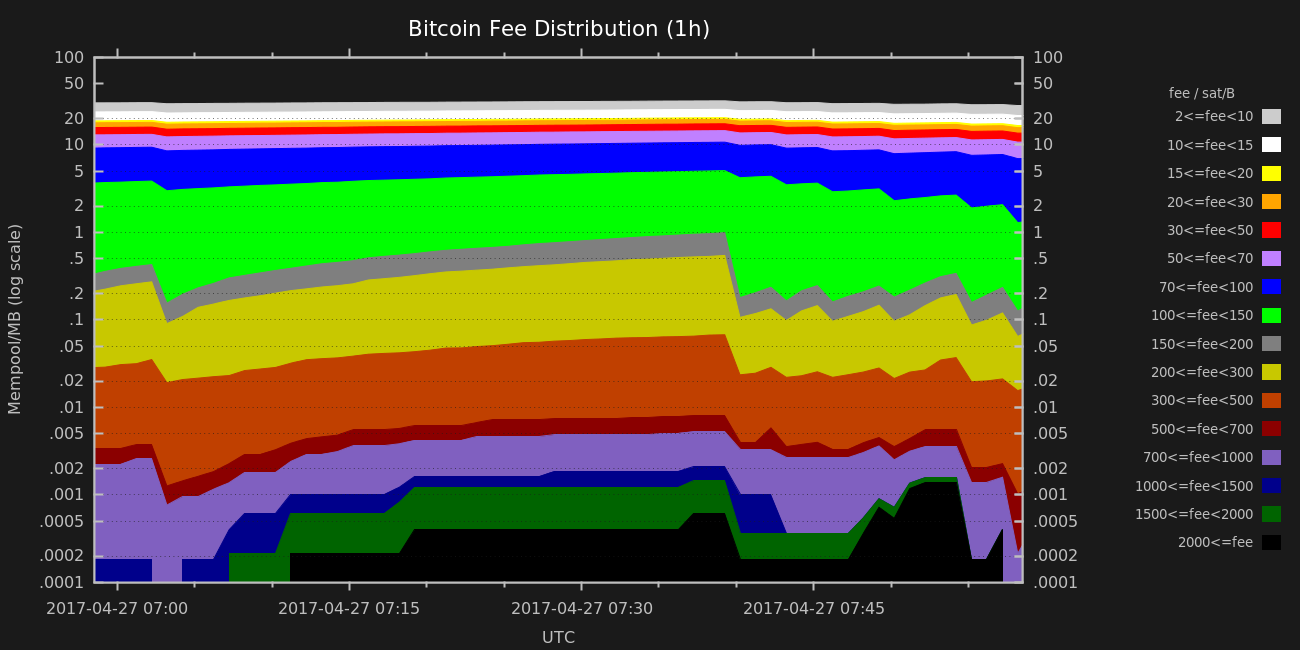 Bitcoin Fee Distribution (1h)
100
50
20
10
5
2
1
.5
.2
.1
.05
.02
.01
.005
.002
.001
.0005
.0002
.0001
Mempool/MB (log scale)
100
50
20
10
5
2
1
.5
.2
.1
.05
.02
.01
.005
.002
.001
.0005
.0002
.0001
2017-04-27 07:00
2017-04-27 07:15
2017-04-27 07:30
2017-04-27 07:45
UTC
fee / sat/B
2<=fee<10
10<=fee<15
15<=fee<20
20<=fee<30
30<=fee<50
50<=fee<70
70<=fee<100
100<=fee<150
150<=fee<200
200<=fee<300
300<=fee<500
500<=fee<700
700<=fee<1000
1000<=fee<1500
1500<=fee<2000
2000<=fee